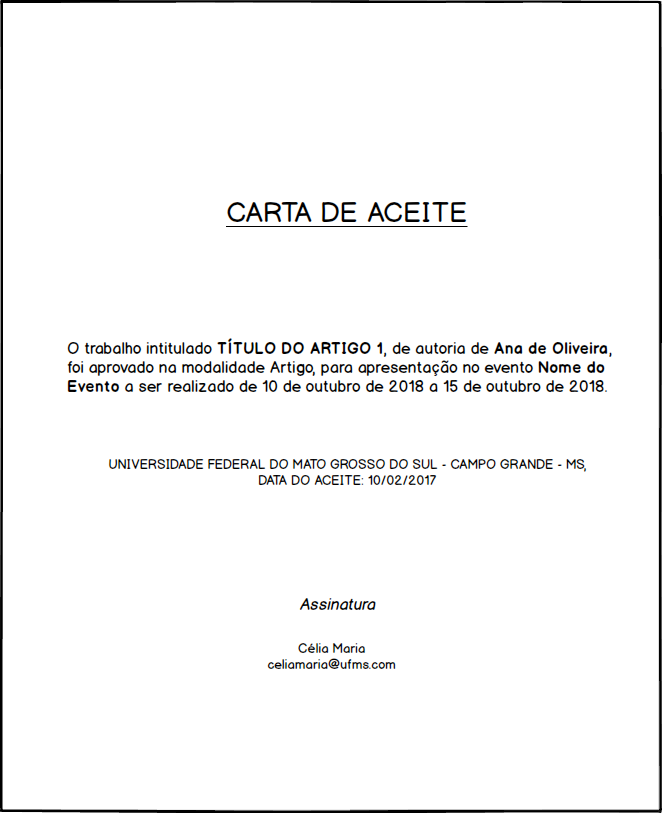 CARTA DE ACEITE
O trabalho intitulado TÍTULO DO ARTIGO 1, de autoria de Ana de Oliveira,
foi aprovado na modalidade Artigo, para apresentação no evento Nome do
Evento a ser realizado de 10 de outubro de 2018 a 15 de outubro de 2018.
UNIVERSIDADE FEDERAL DO MATO GROSSO DO SUL - CAMPO GRANDE - MS,
DATA DO ACEITE: 10/02/2017
Assinatura
Célia Maria
celiamaria@ufms.com